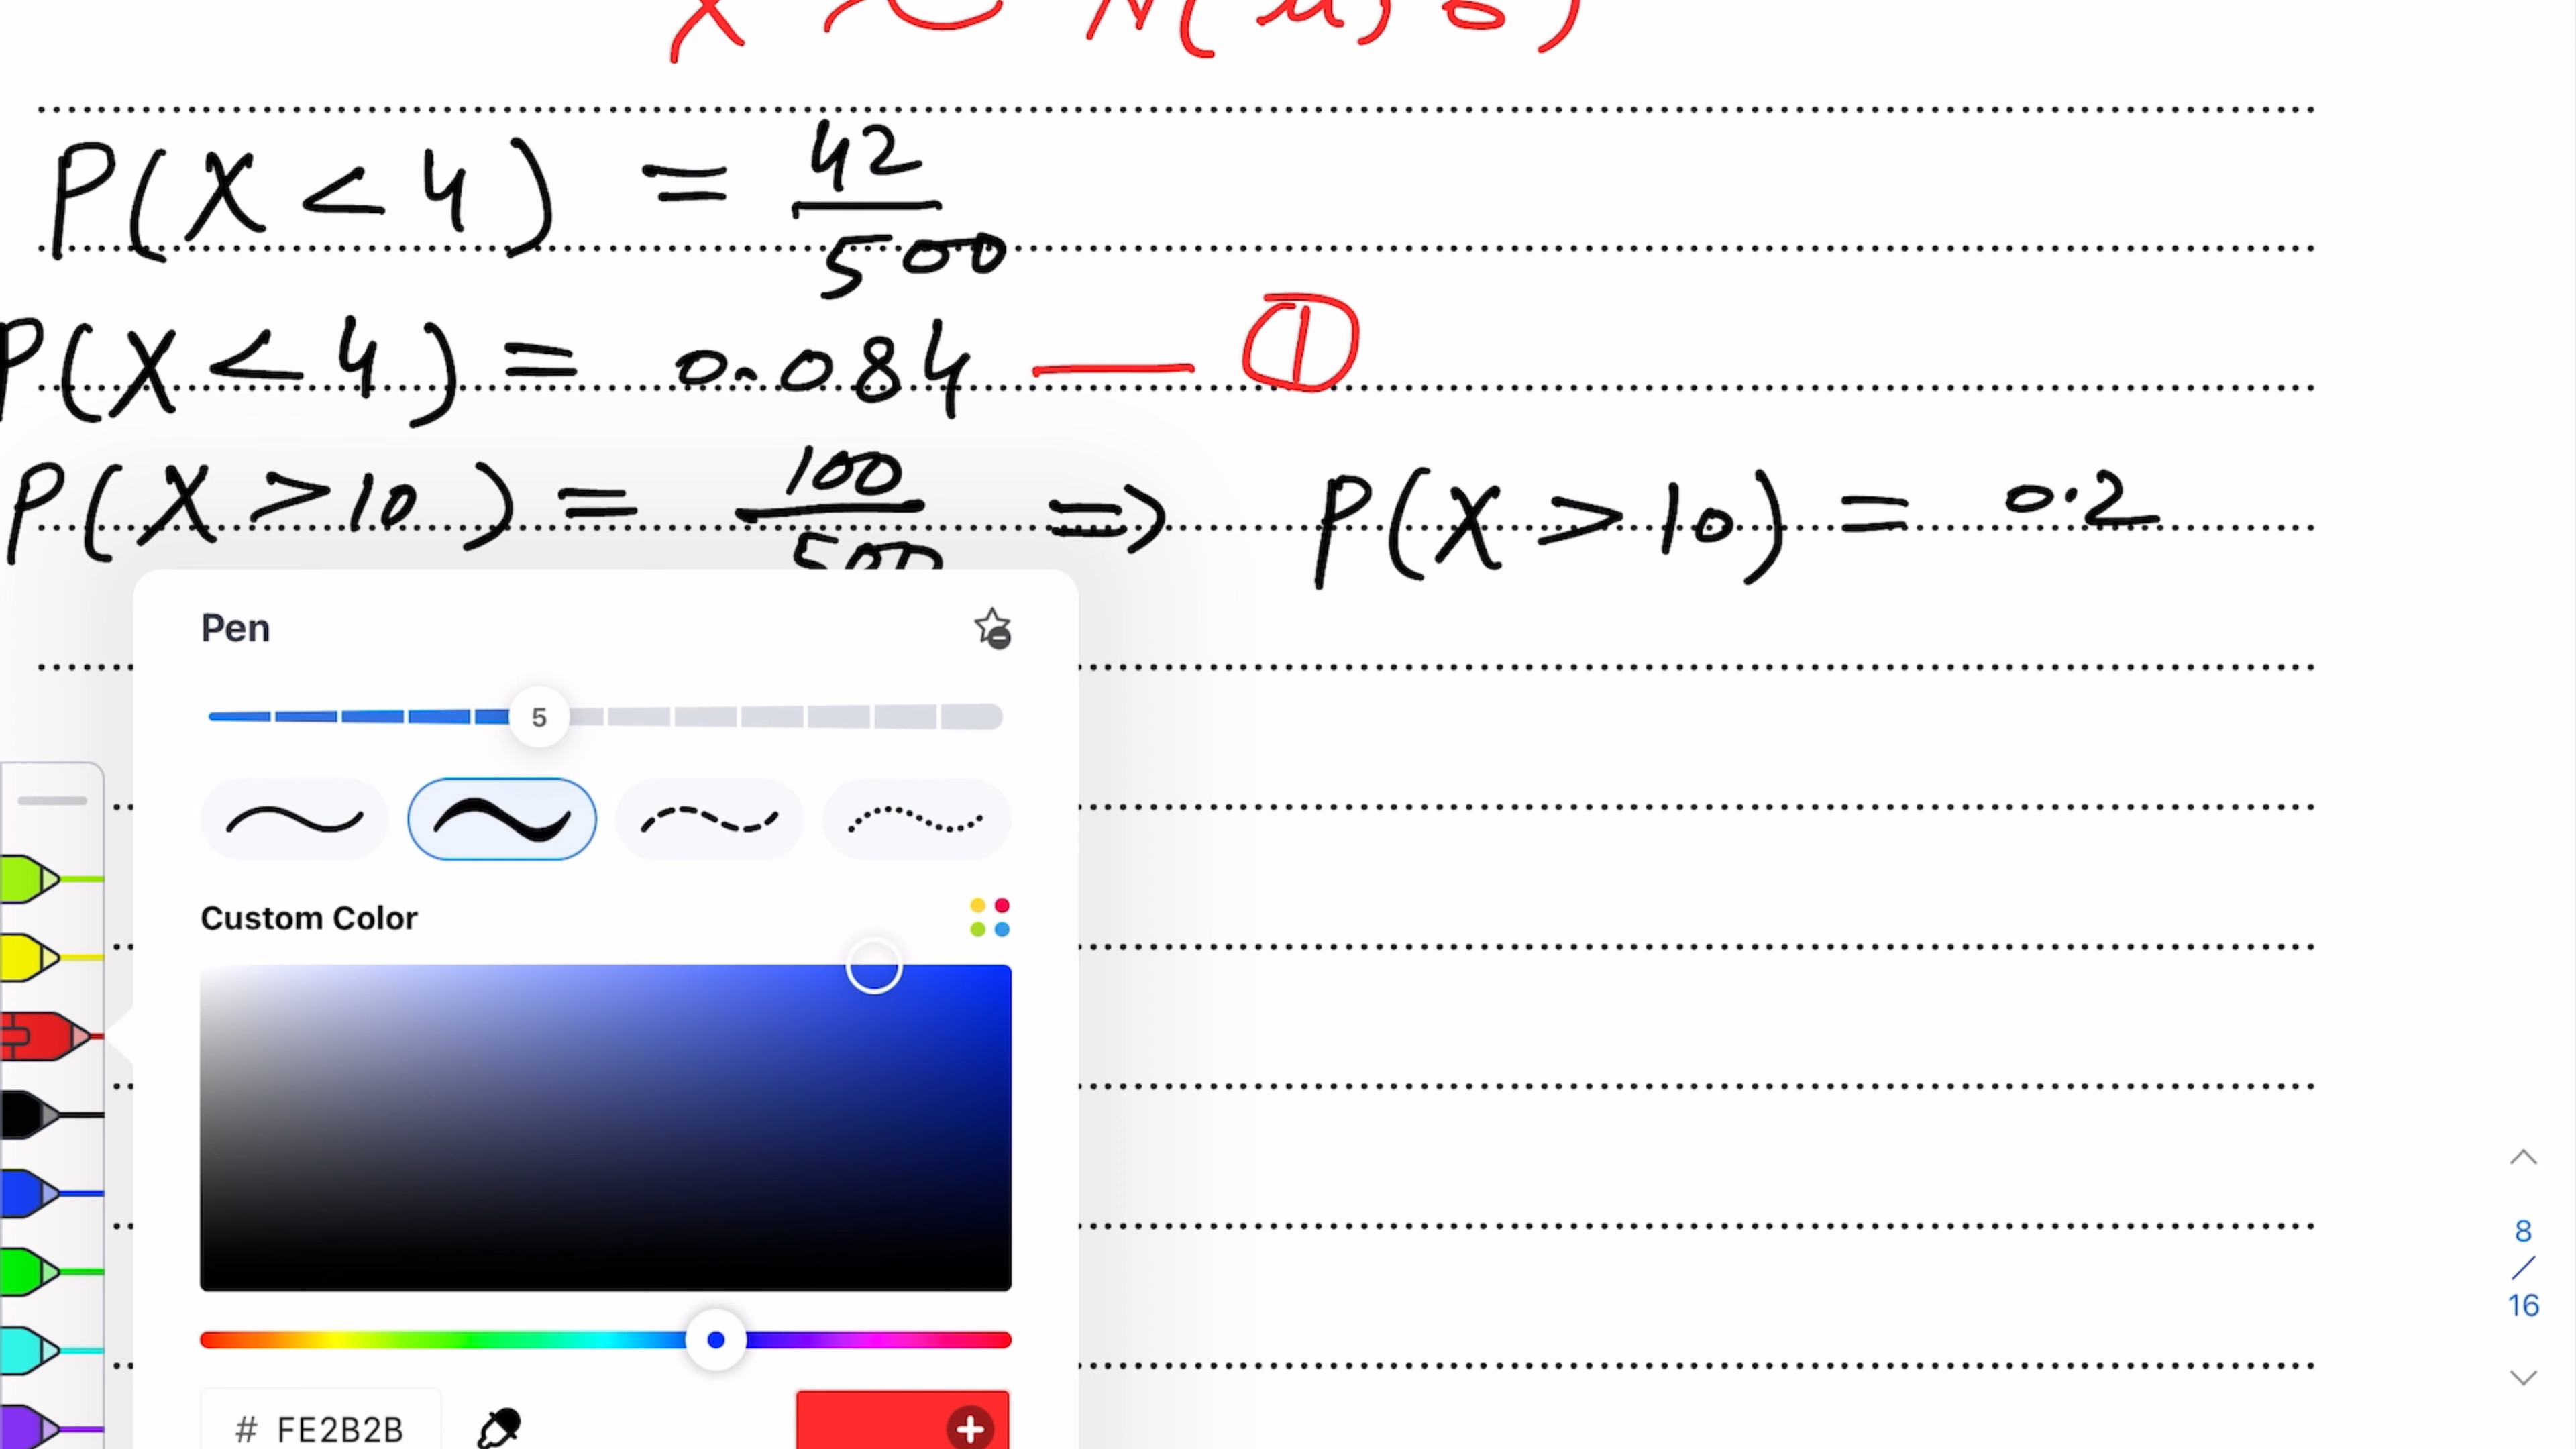 X ~ N(μ, σ)
P(X < 4) = 42/500
P(X < 4) = 0.084 — ①
P(X > 10) = 100/500 ⇒ P(X > 10) = 0.2
Pen
5
Custom Color
8
/
16
# FE2B2B